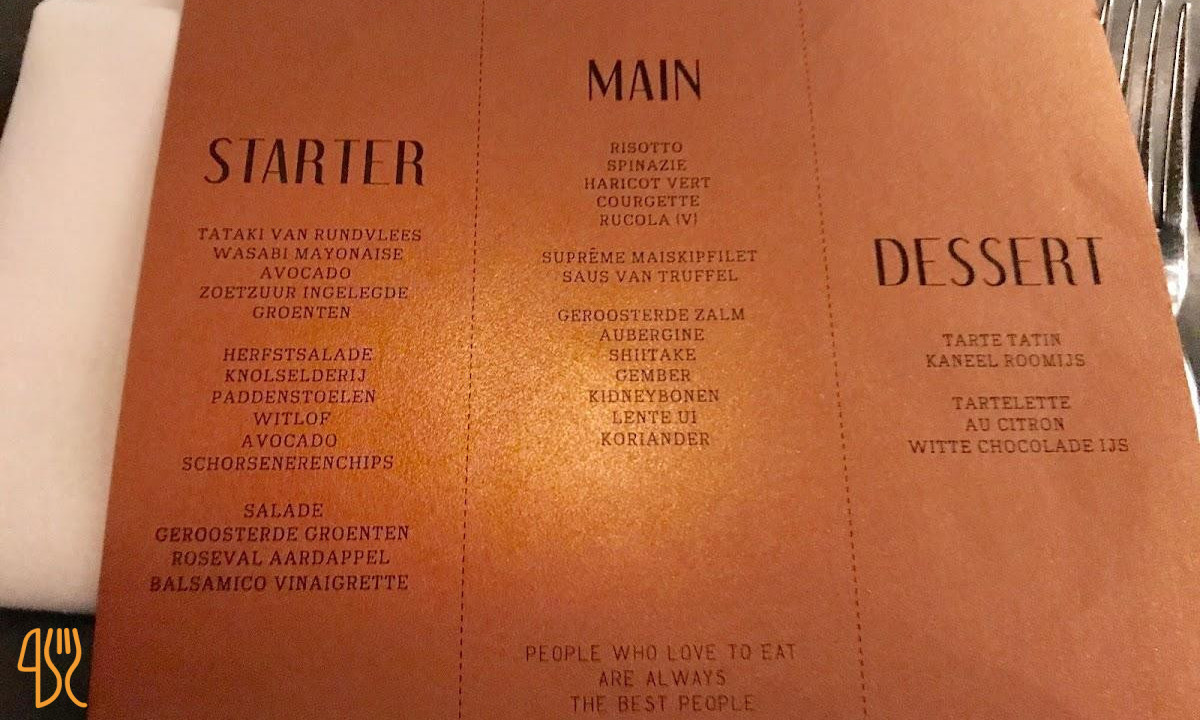 STARTER
TATAKI VAN RUNDVLEES
WASABI MAYONAISE
AVOCADO
ZOETZUUR INGELEGDE
GROENTEN
HERFSTSALADE
KNOLSELDERIJ
PADDENSTOELEN
WITLOF
AVOCADO
SCHORSENERENCHIPS
SALADE
GEROOSTERDE GROENTEN
ROSEVAL AARDAPPEL
BALSAMICO VINAIGRETTE
MAIN
RISOTTO
SPINAZIE
HARICOT VERT
COURGETTE
RUCOLA (V)
SUPRÊME MAISKIPFILET
SAUS VAN TRUFFEL
GEROOSTERDE ZALM
AUBERGINE
SHIITAKE
GEMBER
KIDNEYBONEN
LENTE UI
KORIANDER
PEOPLE WHO LOVE TO EAT
ARE ALWAYS
THE BEST PEOPLE
DESSERT
TARTE TATIN
KANEEL ROOMIJS
TARTELETTE
AU CITRON
WITTE CHOCOLADE IJS